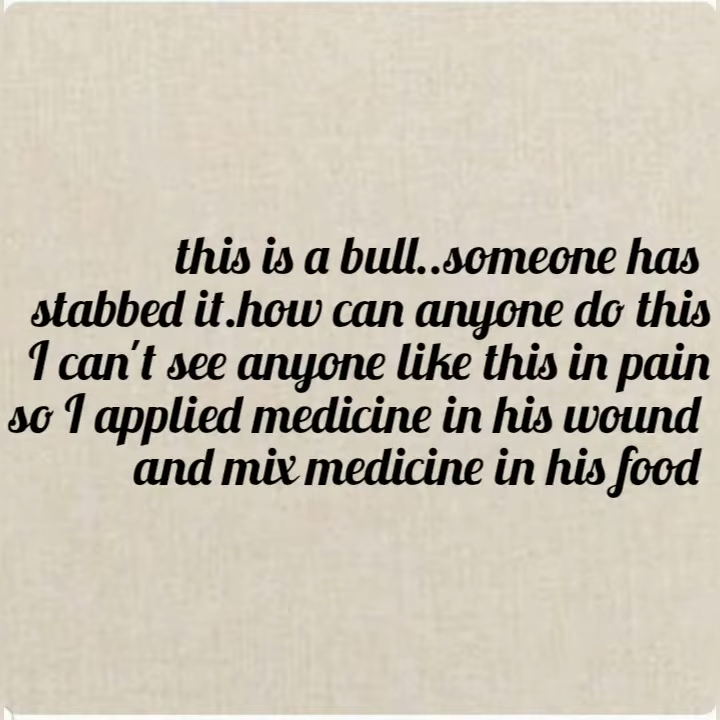 this is a bull..someone has
stabbed it.how can anyone do this
I can't see anyone like this in pain
so I applied medicine in his wound
and mix medicine in his food